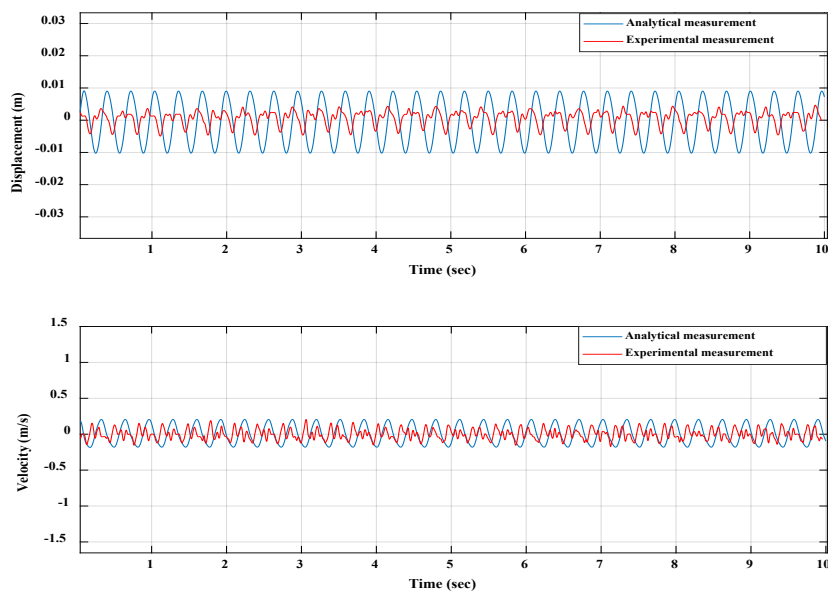 0.03
0.02
0.01
0
-0.01
-0.02
-0.03
Displacement (m)
Analytical measurement
Experimental measurement
1 2 3 4 5 6 7 8 9 10
Time (sec)
1.5
1
0.5
0
-0.5
-1
-1.5
Velocity (m/s)
Analytical measurement
Experimental measurement
1 2 3 4 5 6 7 8 9 10
Time (sec)